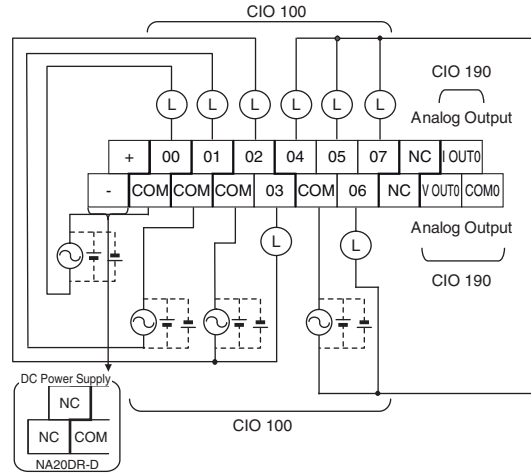 CIO 100
CIO 190
Analog Output
L L L L L L
+ 00 01 02 04 05 07 NC I OUT0
- COM COM COM 03 COM 06 NC V OUT0 COM0
L L
Analog Output
CIO 190
DC Power Supply
NC
NC COM
NA20DR-D
CIO 100